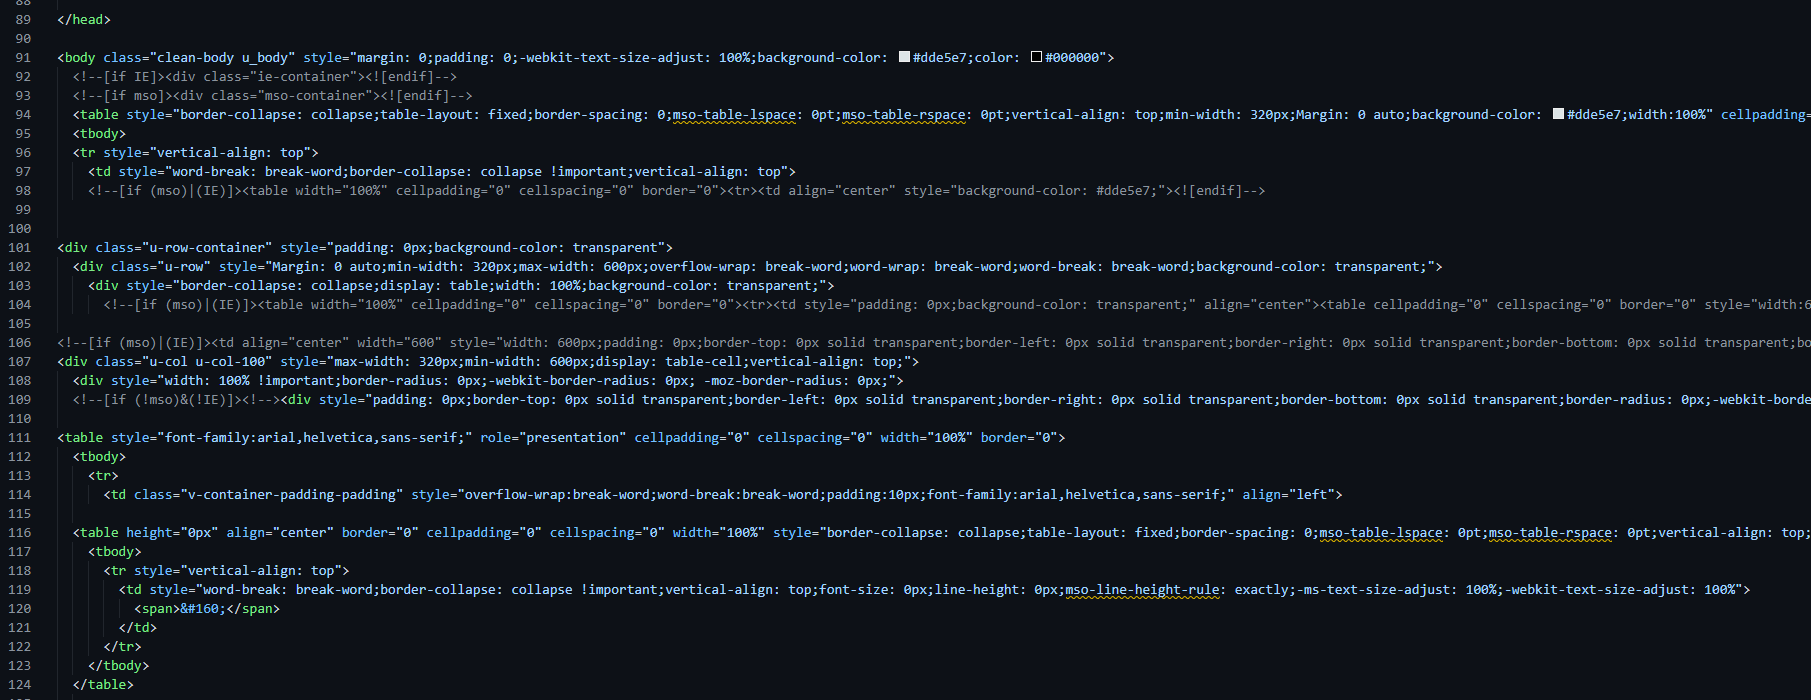 88
89 </head>
90
91 <body class="clean-body u_body" style="margin: 0;padding: 0;-webkit-text-size-adjust: 100%;background-color: #dde5e7;color: #000000">
92 <!--[if IE]><div class="ie-container"><![endif]-->
93 <!--[if mso]><div class="mso-container"><![endif]-->
94 <table style="border-collapse: collapse;table-layout: fixed;border-spacing: 0;mso-table-lspace: 0pt;mso-table-rspace: 0pt;vertical-align: top;min-width: 320px;Margin: 0 auto;background-color: #dde5e7;width:100%" cellpadding=
95 <tbody>
96 <tr style="vertical-align: top">
97 <td style="word-break: break-word;border-collapse: collapse !important;vertical-align: top">
98 <!--[if (mso)|(IE)]><table width="100%" cellpadding="0" cellspacing="0" border="0"><tr><td align="center" style="background-color: #dde5e7;"><![endif]-->
99
100
101 <div class="u-row-container" style="padding: 0px;background-color: transparent">
102 <div class="u-row" style="Margin: 0 auto;min-width: 320px;max-width: 600px;overflow-wrap: break-word;word-wrap: break-word;word-break: break-word;background-color: transparent;">
103 <div style="border-collapse: collapse;display: table;width: 100%;background-color: transparent;">
104 <!--[if (mso)|(IE)]><table width="100%" cellpadding="0" cellspacing="0" border="0"><tr><td style="padding: 0px;background-color: transparent;" align="center"><table cellpadding="0" cellspacing="0" border="0" style="width:6
105
106 <!--[if (mso)|(IE)]><td align="center" width="600" style="width: 600px;padding: 0px;border-top: 0px solid transparent;border-left: 0px solid transparent;border-right: 0px solid transparent;border-bottom: 0px solid transparent;bo
107 <div class="u-col u-col-100" style="max-width: 320px;min-width: 600px;display: table-cell;vertical-align: top;">
108 <div style="width: 100% !important;border-radius: 0px;-webkit-border-radius: 0px; -moz-border-radius: 0px;">
109 <!--[if (!mso)&(!IE)]><!--><div style="padding: 0px;border-top: 0px solid transparent;border-left: 0px solid transparent;border-right: 0px solid transparent;border-bottom: 0px solid transparent;border-radius: 0px;-webkit-borde
110
111 <table style="font-family:arial,helvetica,sans-serif;" role="presentation" cellpadding="0" cellspacing="0" width="100%" border="0">
112 <tbody>
113 <tr>
114 <td class="v-container-padding-padding" style="overflow-wrap:break-word;word-break:break-word;padding:10px;font-family:arial,helvetica,sans-serif;" align="left">
115
116 <table height="0px" align="center" border="0" cellpadding="0" cellspacing="0" width="100%" style="border-collapse: collapse;table-layout: fixed;border-spacing: 0;mso-table-lspace: 0pt;mso-table-rspace: 0pt;vertical-align: top;
117 <tbody>
118 <tr style="vertical-align: top">
119 <td style="word-break: break-word;border-collapse: collapse !important;vertical-align: top;font-size: 0px;line-height: 0px;mso-line-height-rule: exactly;-ms-text-size-adjust: 100%;-webkit-text-size-adjust: 100%">
120 <span>&#160;</span>
121 </td>
122 </tr>
123 </tbody>
124 </table>